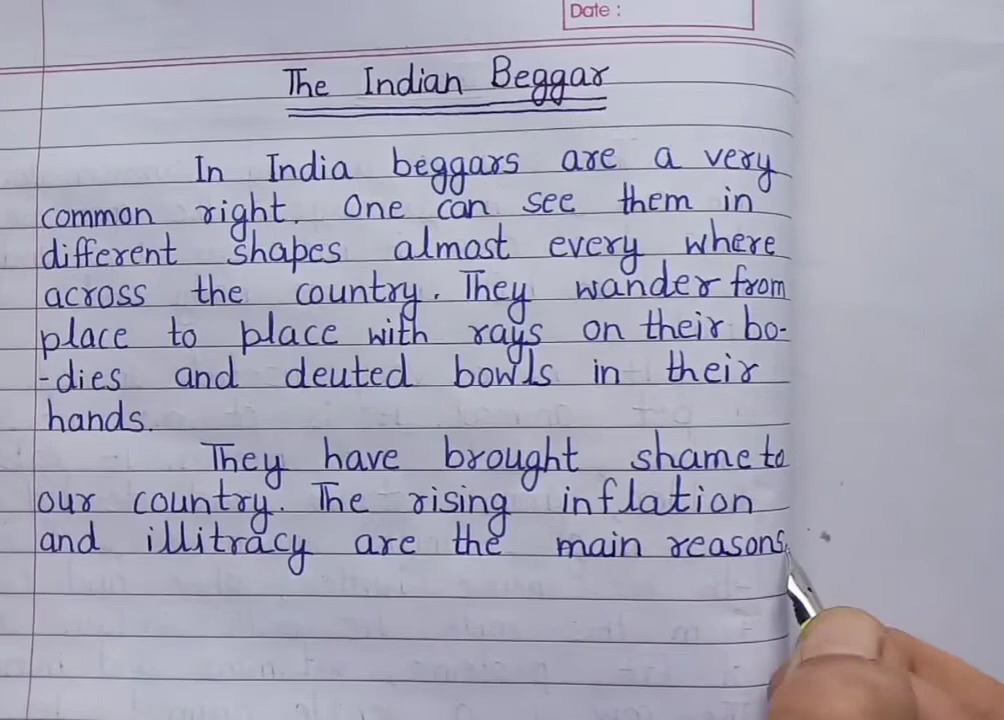 Date :
The Indian Beggar
In India beggars are a very
common right. One can see them in
different shapes almost every where
across the country. They wander from
place to place with rays on their bo-
-dies and deuted bowls in their
hands.
They have brought shame to
our country. The rising inflation
and illitracy are the main reasons